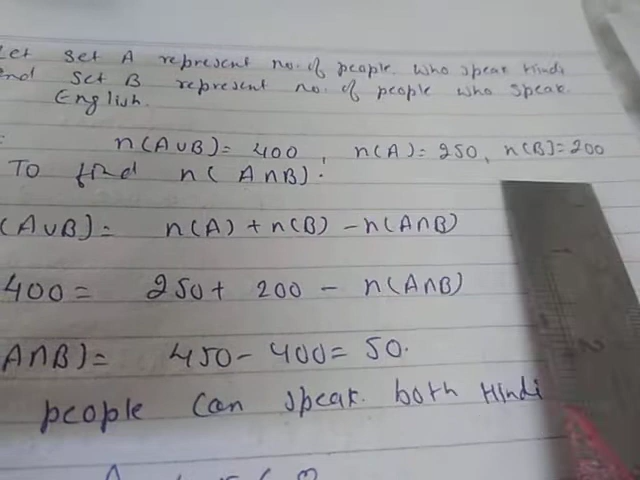 Let Set A represent no. of people who speak Hindi
and Set B represent no. of people who speak
English.
n(A∪B)= 400, n(A)=250, n(B)=200
To find n(A∩B).
(A∪B)= n(A)+n(B)-n(A∩B)
400= 250+ 200 - n(A∩B)
A∩B)= 450-400=50.
people can speak both Hindi